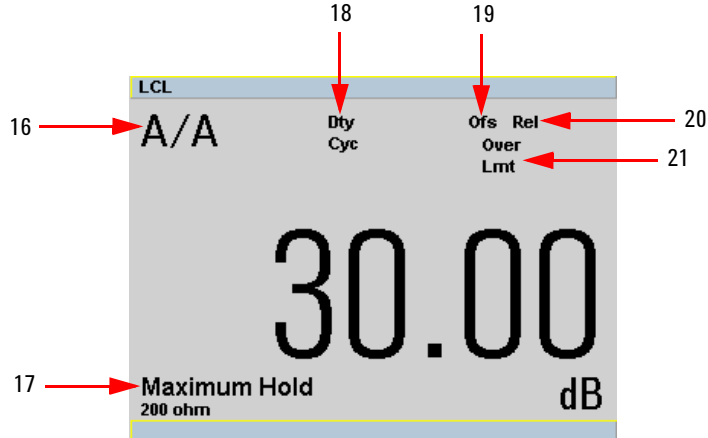 18
19
LCL
16
A/A
Dty
Cyc
Ofs Rel
20
Over
Lmt
21
30.00
17
Maximum Hold
200 ohm
dB